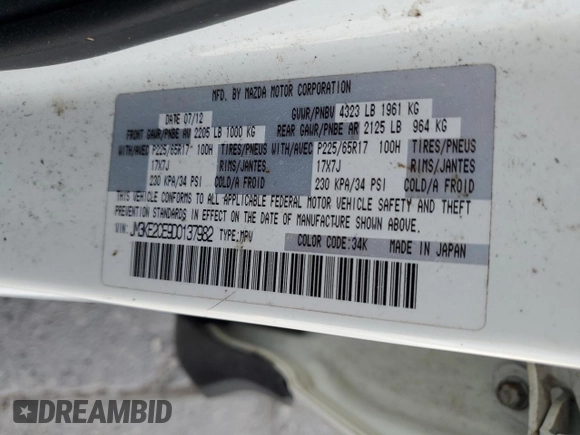 MFD. BY MAZDA MOTOR CORPORATION
DATE 07/12 GVWR/PNBV 4323 LB 1961 KG
FRONT GAWR/PNBE AV 2205 LB 1000 KG REAR GAWR/PNBE AR 2125 LB 964 KG
WITH/AVEC P225/65R17 100H TIRES/PNEUS WITH/AVEC P225/65R17 100H TIRES/PNEUS
17X7J RIMS/JANTES 17X7J RIMS/JANTES
230 KPA/34 PSI COLD/A FROID 230 KPA/34 PSI COLD/A FROID
THIS VEHICLE CONFORMS TO ALL APPLICABLE FEDERAL MOTOR VEHICLE SAFETY AND THEFT
PREVENTION STANDARDS IN EFFECT ON THE DATE OF MANUFACTURE SHOWN ABOVE.
VIN: JM3KE2CE9D0137982 TYPE:MPV COLOR CODE:34K MADE IN JAPAN
DREAMBID